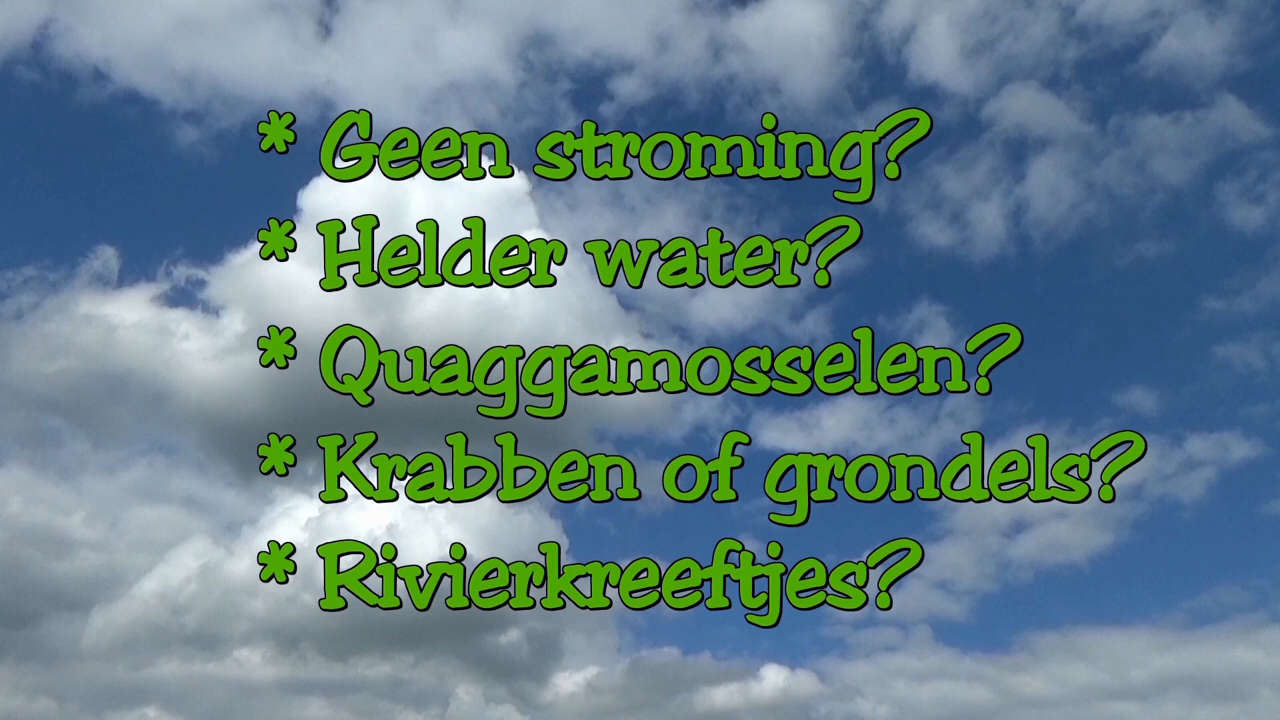 * Geen stroming?
* Helder water?
* Quaggamosselen?
* Krabben of grondels?
* Rivierkreeftjes?